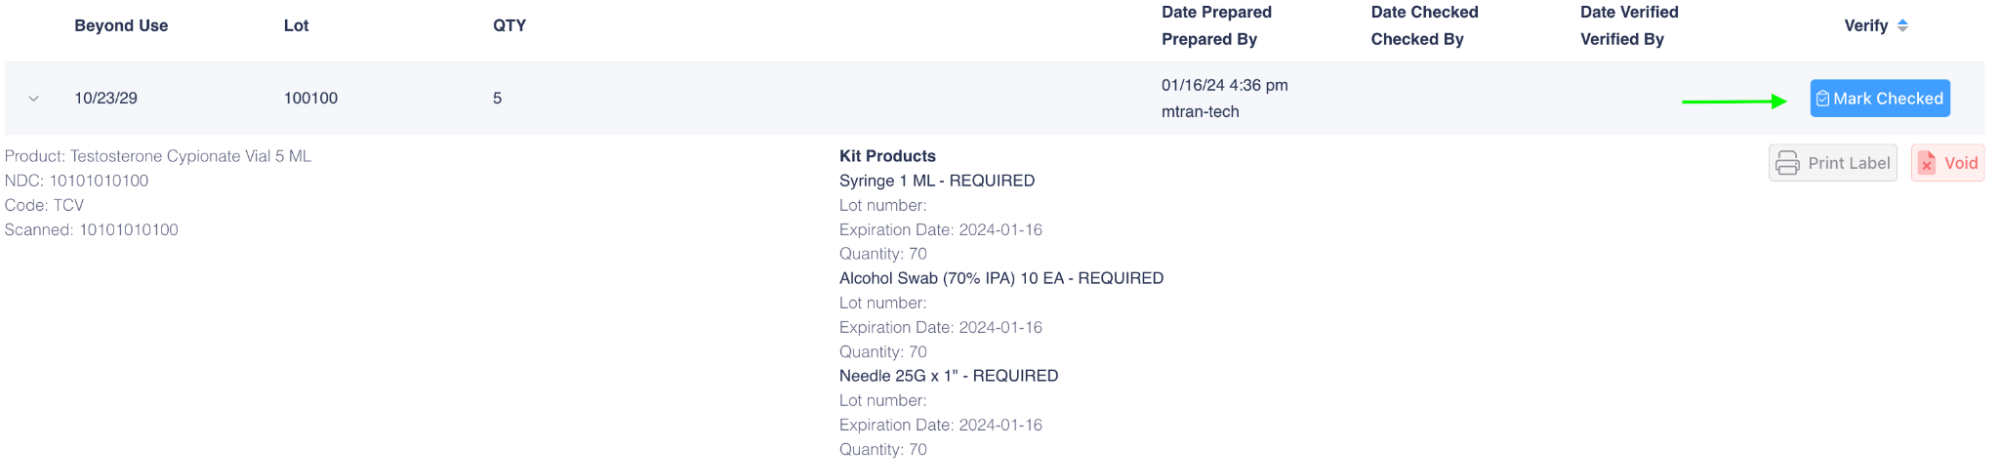 Beyond Use
Lot
QTY
Date Prepared
Prepared By
Date Checked
Checked By
Date Verified
Verified By
Verify
10/23/29
100100
5
01/16/24 4:36 pm
mtran-tech
Mark Checked
Product: Testosterone Cypionate Vial 5 ML
NDC: 10101010100
Code: TCV
Scanned: 10101010100
Kit Products
Syringe 1 ML - REQUIRED
Lot number:
Expiration Date: 2024-01-16
Quantity: 70
Alcohol Swab (70% IPA) 10 EA - REQUIRED
Lot number:
Expiration Date: 2024-01-16
Quantity: 70
Needle 25G x 1" - REQUIRED
Lot number:
Expiration Date: 2024-01-16
Quantity: 70
Print Label
Void